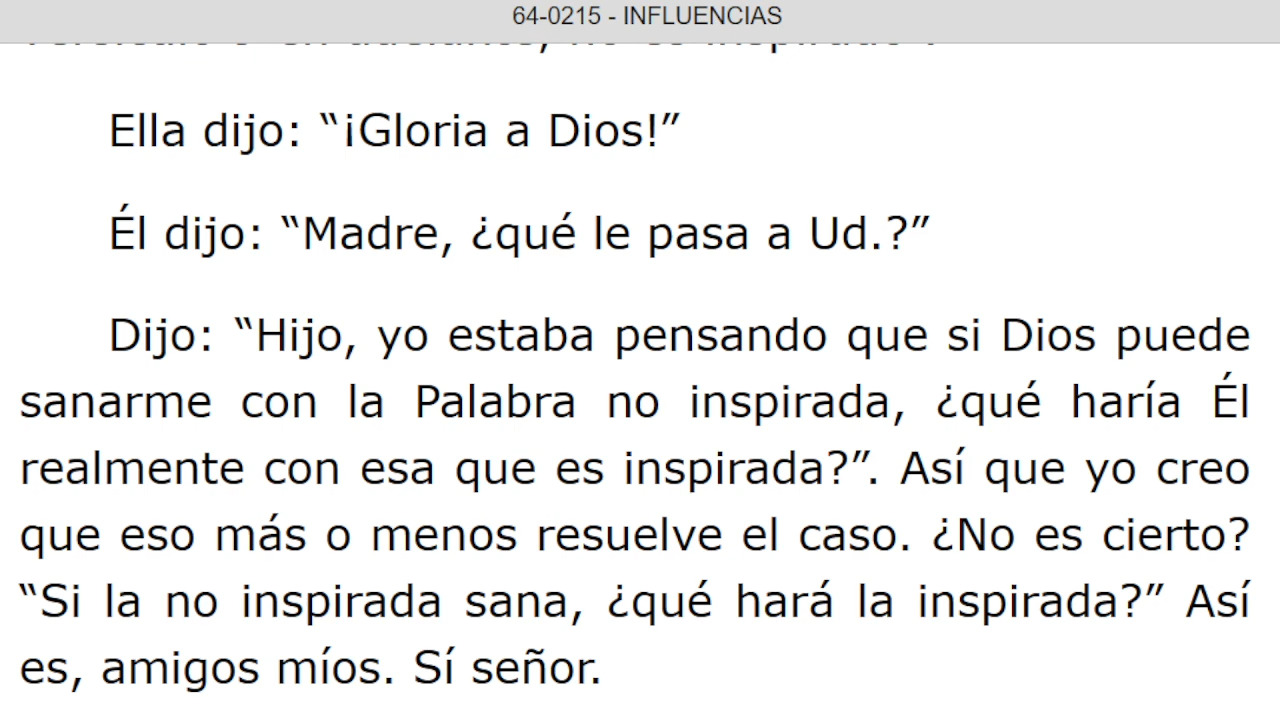 64-0215 - INFLUENCIAS
Ella dijo: “¡Gloria a Dios!”
Él dijo: “Madre, ¿qué le pasa a Ud.?”
Dijo: “Hijo, yo estaba pensando que si Dios puede
sanarme con la Palabra no inspirada, ¿qué haría Él
realmente con esa que es inspirada?”. Así que yo creo
que eso más o menos resuelve el caso. ¿No es cierto?
“Si la no inspirada sana, ¿qué hará la inspirada?” Así
es, amigos míos. Sí señor.